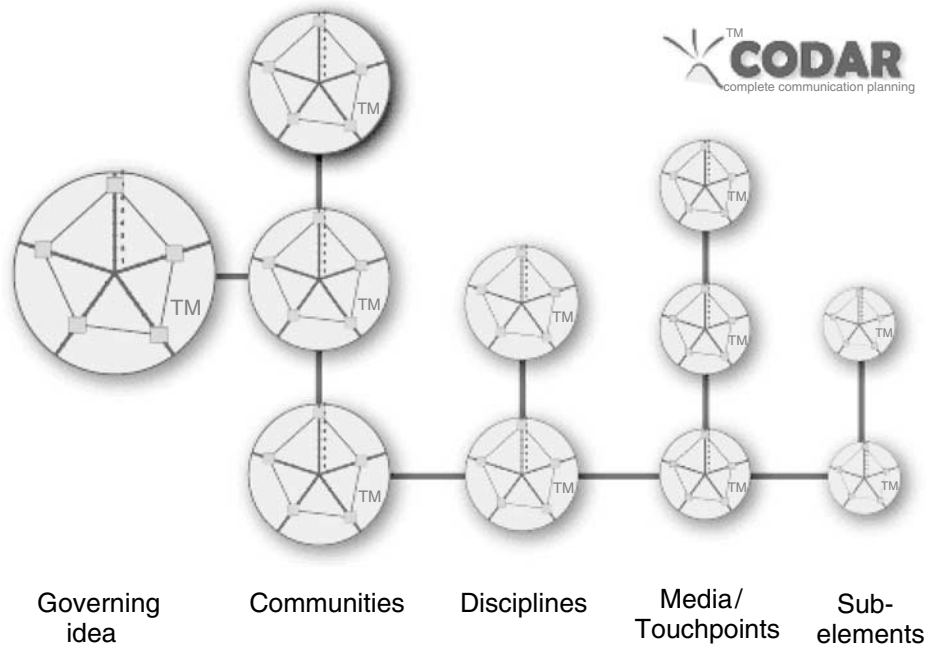 TM
CODAR
complete communication planning
TM
TM
TM
TM
TM
TM
TM
TM
TM
TM
TM
Governing
idea
Communities
Disciplines
Media/
Touchpoints
Sub-
elements